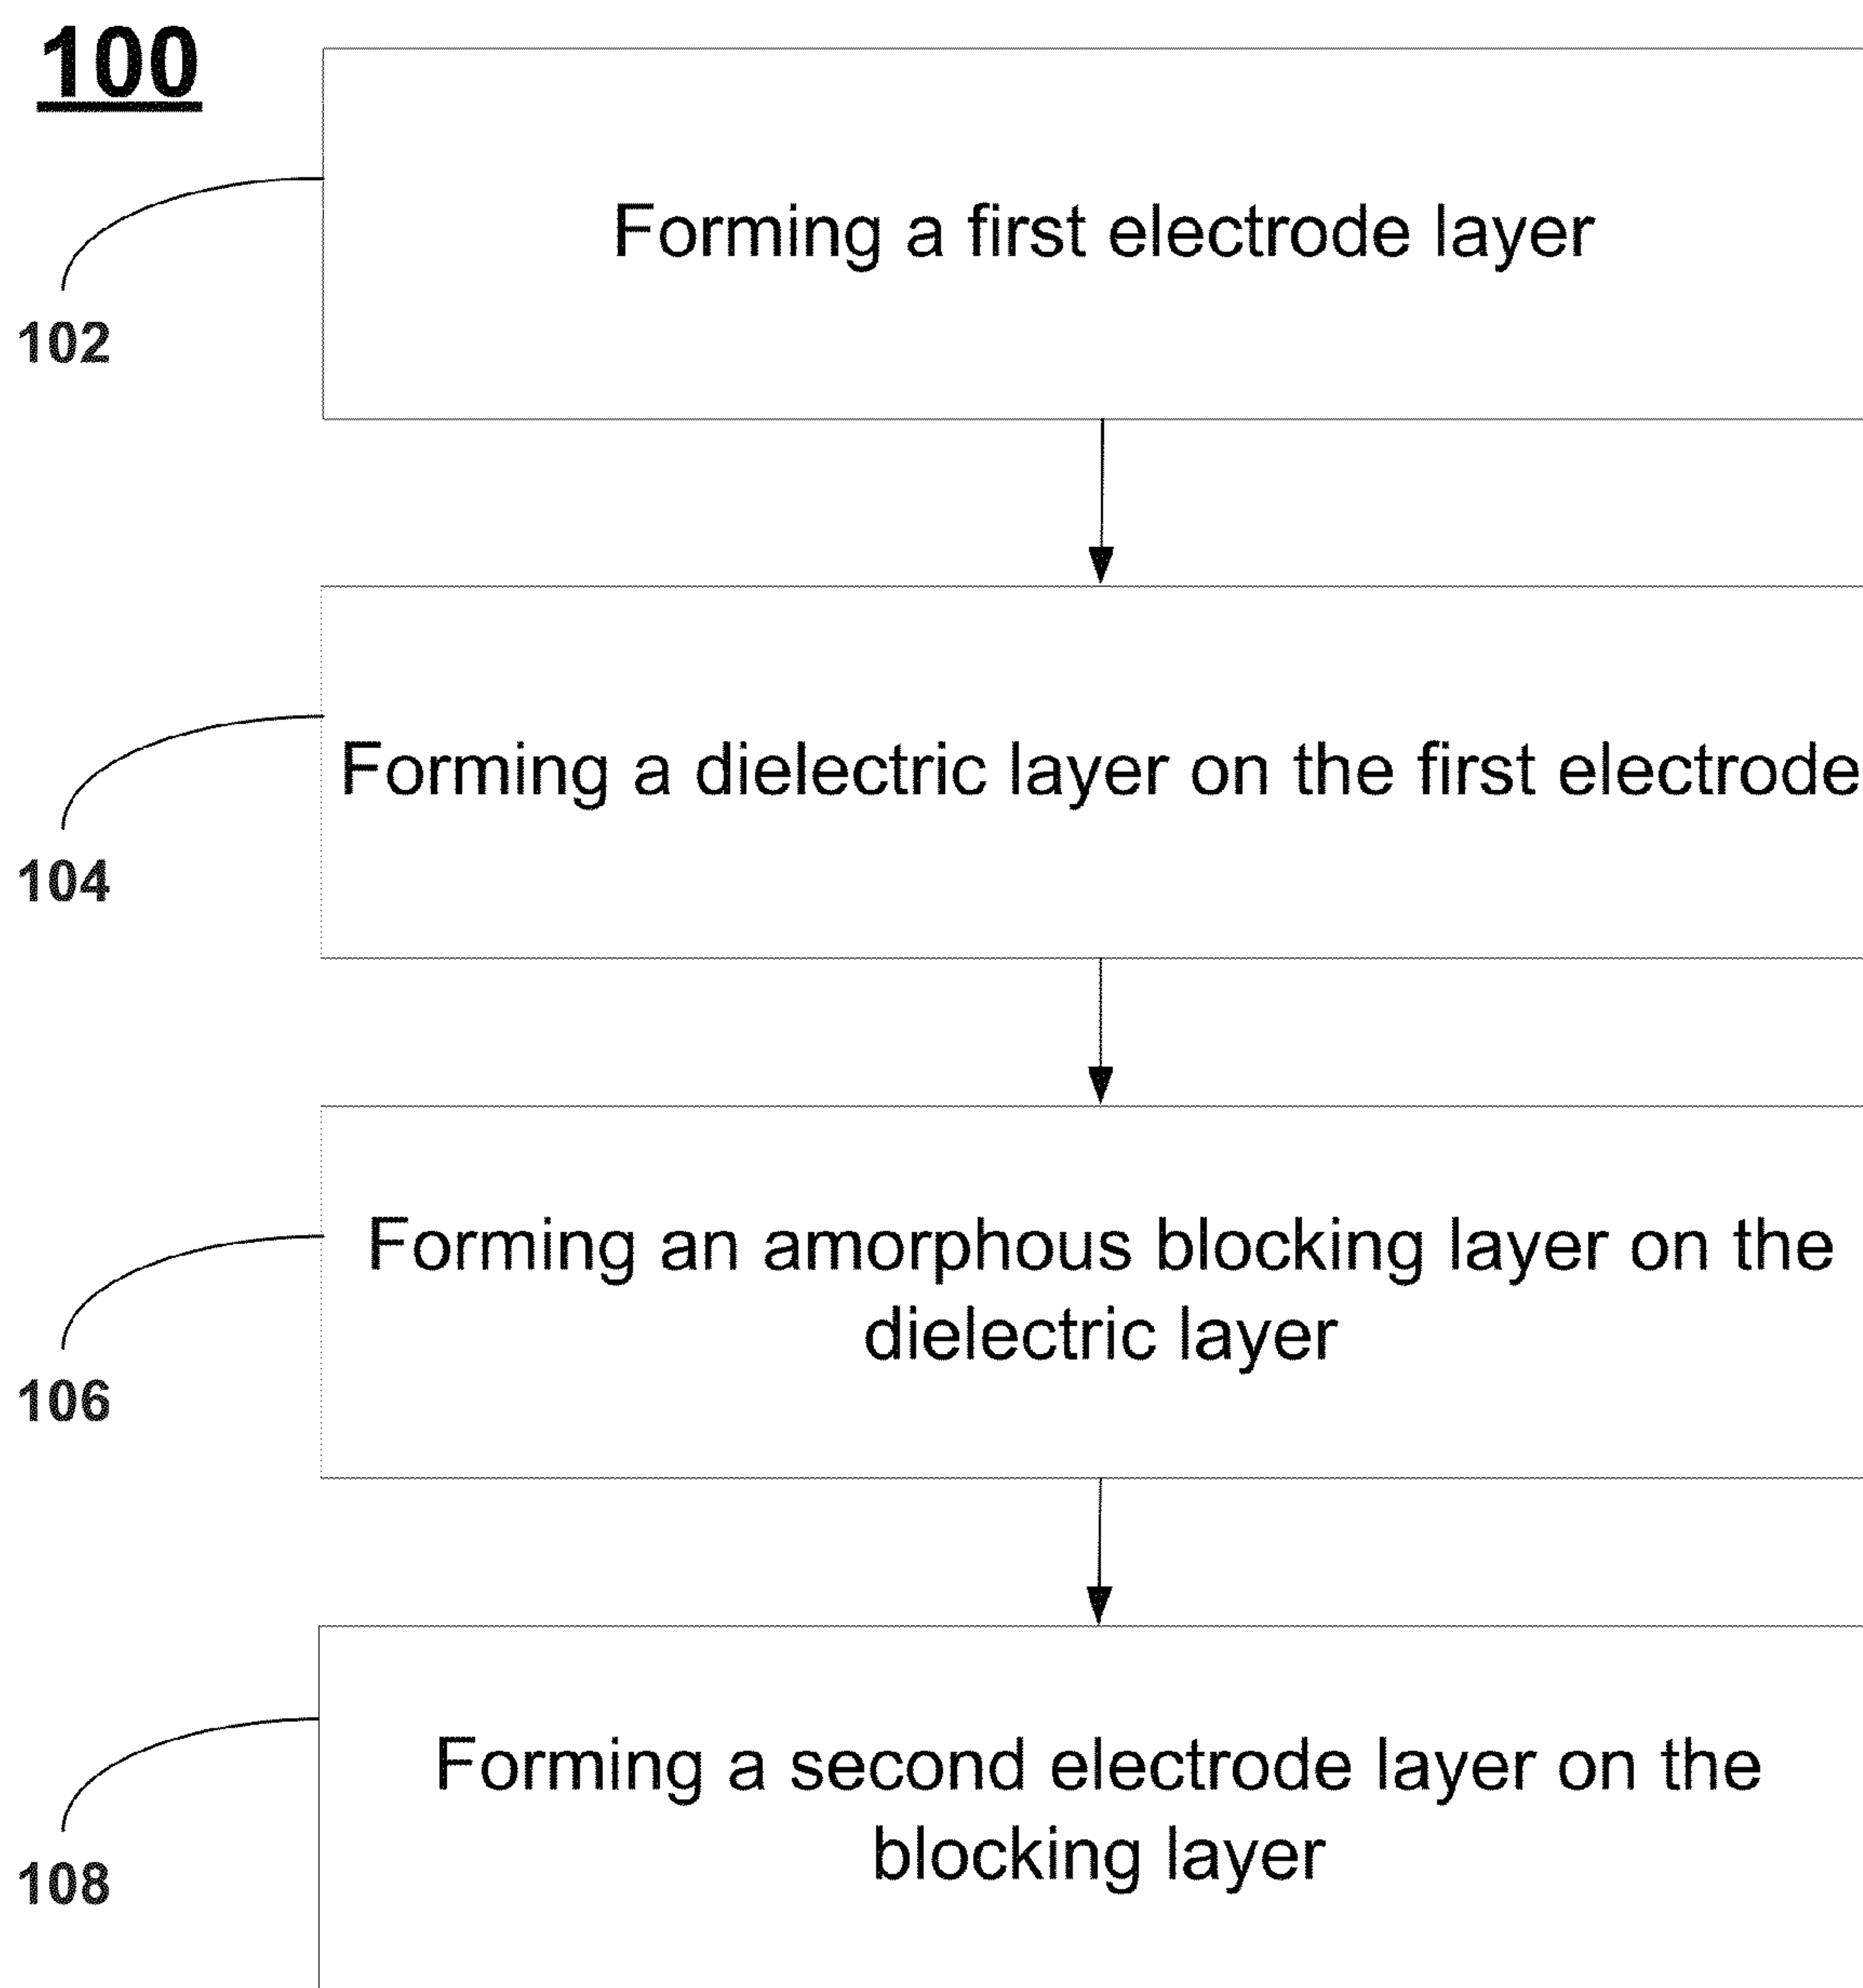 100
Forming a first electrode layer
102
Forming a dielectric layer on the first electrode
104
Forming an amorphous blocking layer on the
dielectric layer
106
Forming a second electrode layer on the
blocking layer
108